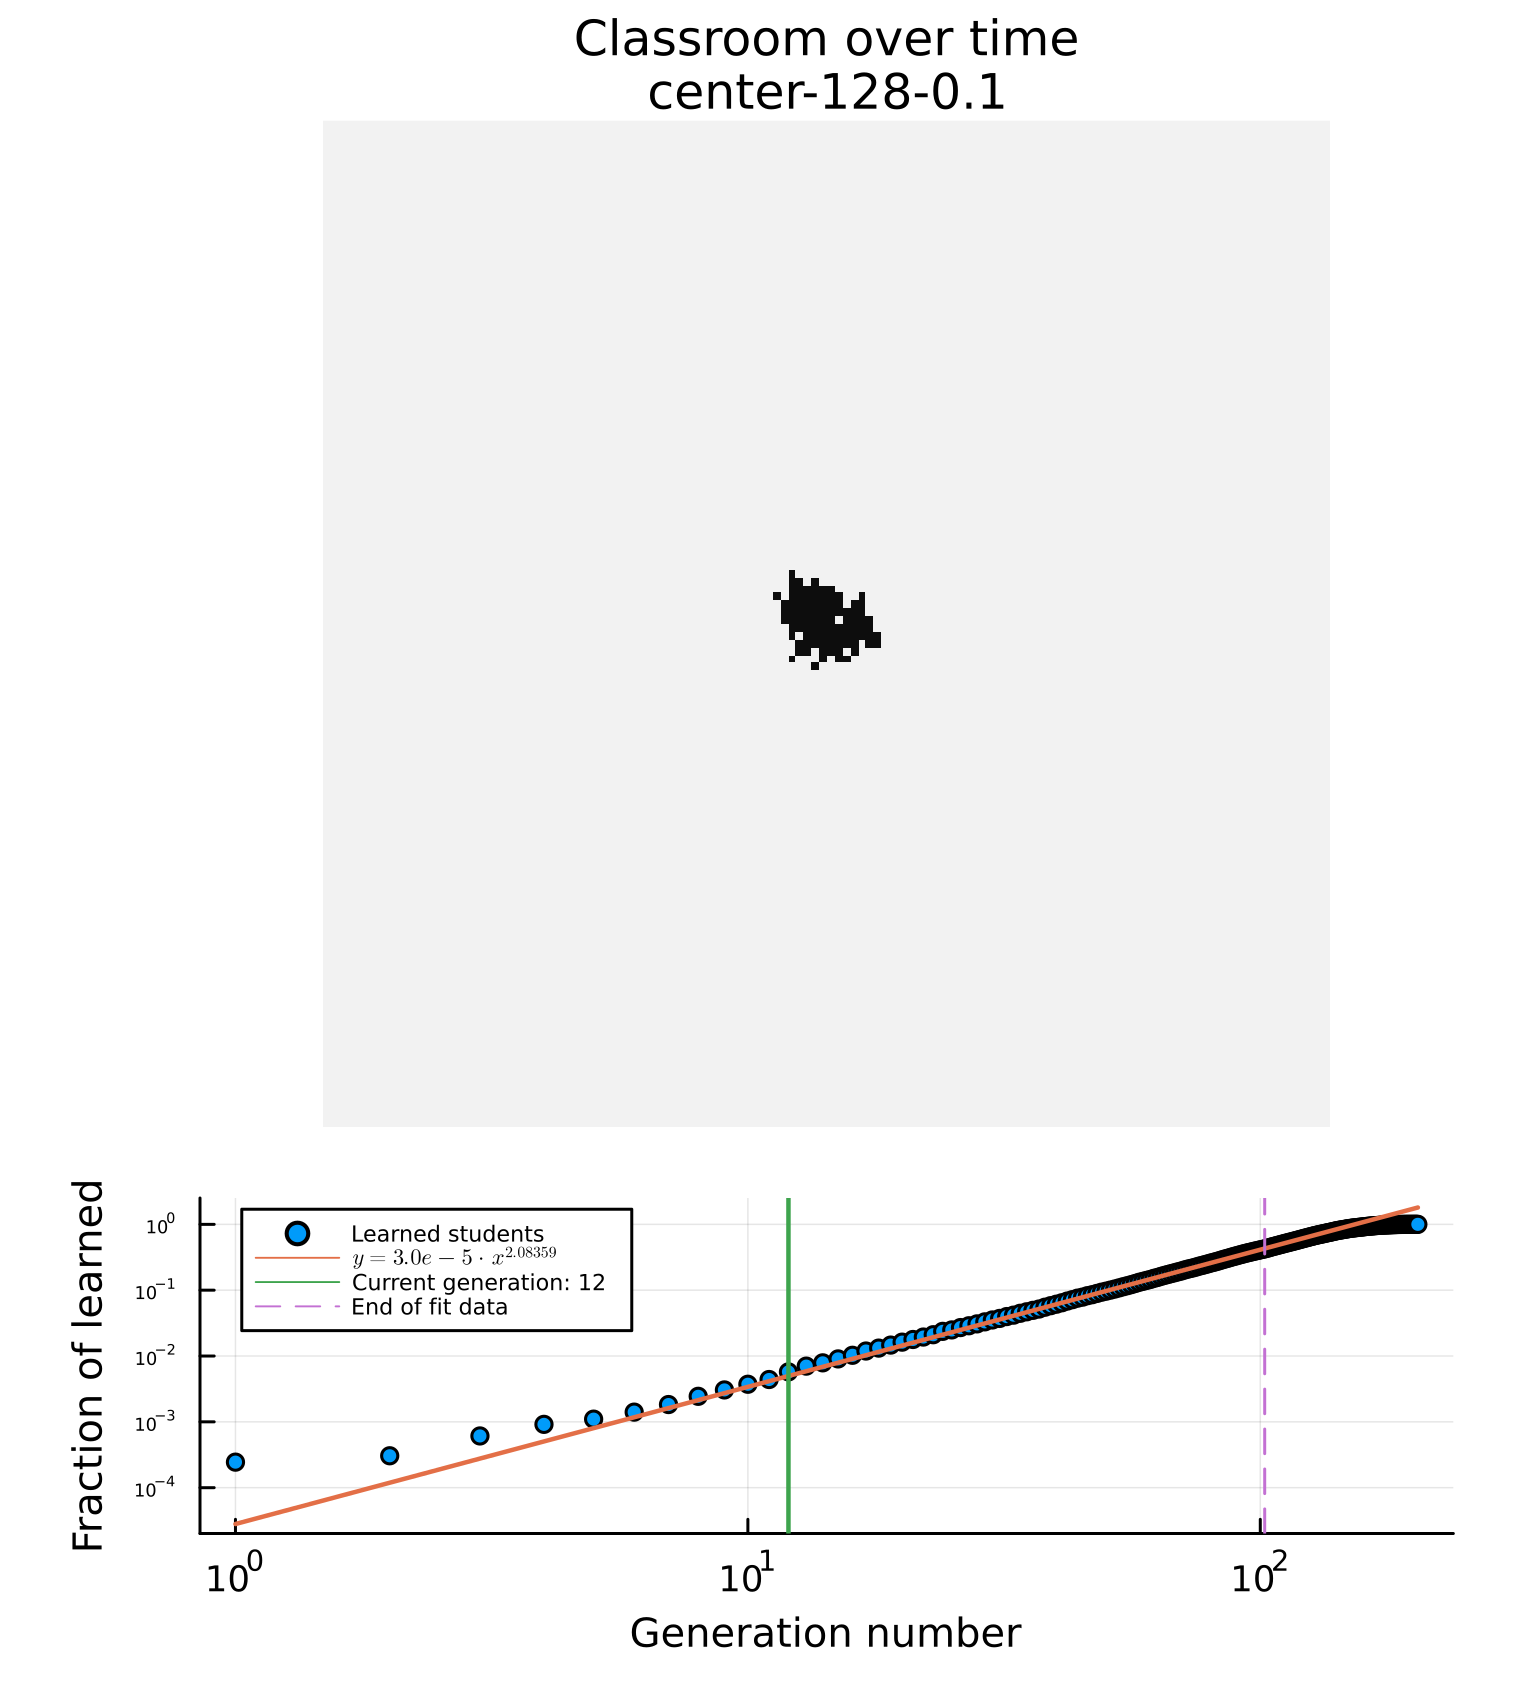 Classroom over time
center-128-0.1
Fraction of learned
10^0
10^-1
10^-2
10^-3
10^-4
Learned students
y = 3.0e − 5 · x^2.08359
Current generation: 12
End of fit data
10^0 10^1 10^2
Generation number